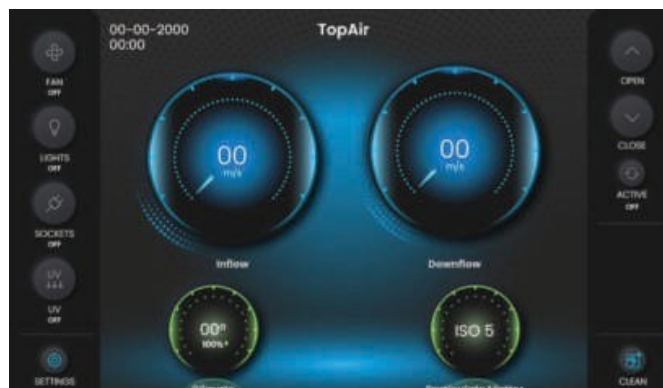 00-00-2000
00:00
TopAir
FAN
OFF
LIGHTS
OFF
SOCKETS
OFF
UV
UV
OFF
SETTINGS
00
m/s
Inflow
00
m/s
Downflow
ISO 5
00"
100%
OPEN
CLOSE
ACTIVE
OFF
CLEAN